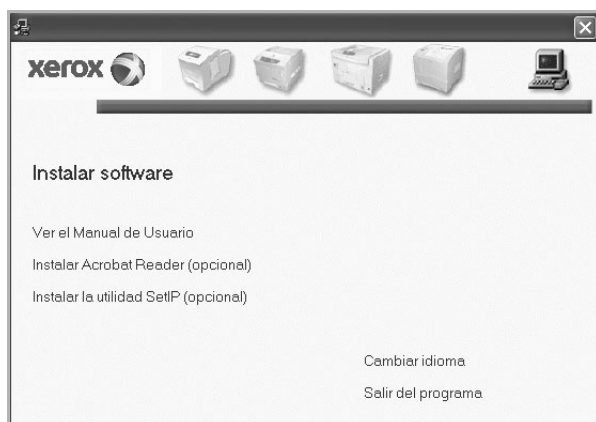 xerox
Instalar software
Ver el Manual de Usuario
Instalar Acrobat Reader (opcional)
Instalar la utilidad SetIP (opcional)
Cambiar idioma
Salir del programa